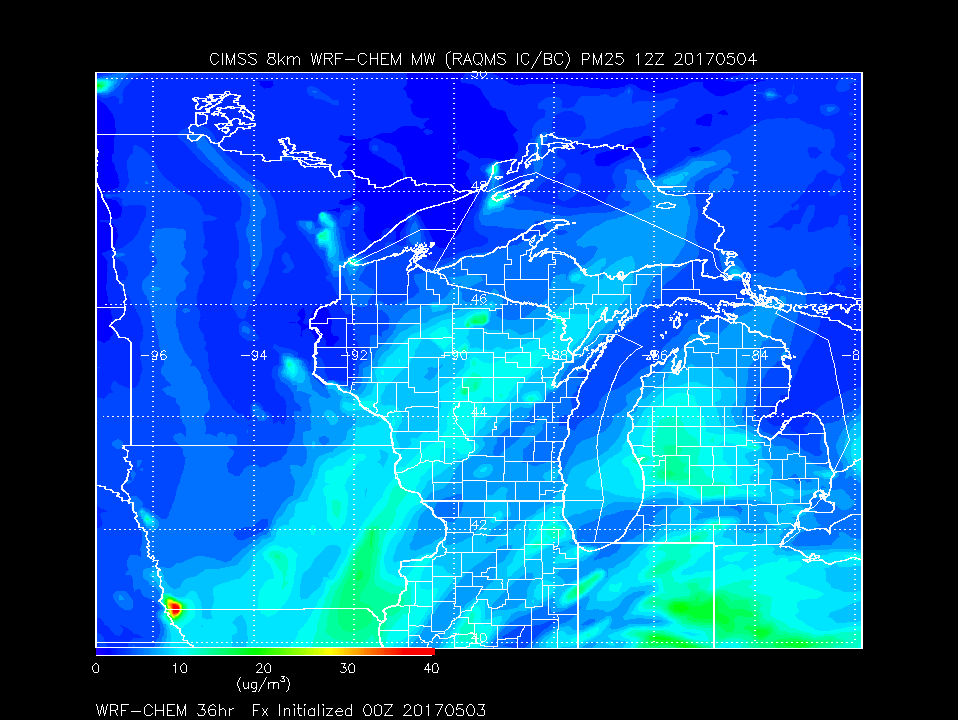 CIMSS 8km WRF-CHEM MW (RAQMS IC/BC) PM25 12Z 20170504
50
48
46
-96 -94 -92 -90 -88 -86 -84 -8
44
42
40
0 10 20 30 40
(ug/m³)
WRF-CHEM 36hr Fx Initialized 00Z 20170503